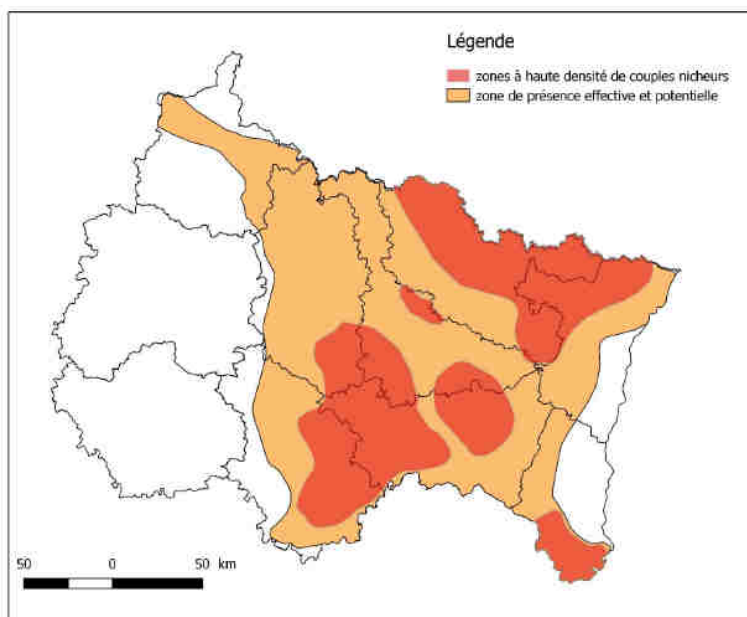 Légende
zones à haute densité de couples nicheurs
zone de présence effective et potentielle
50 0 50 km